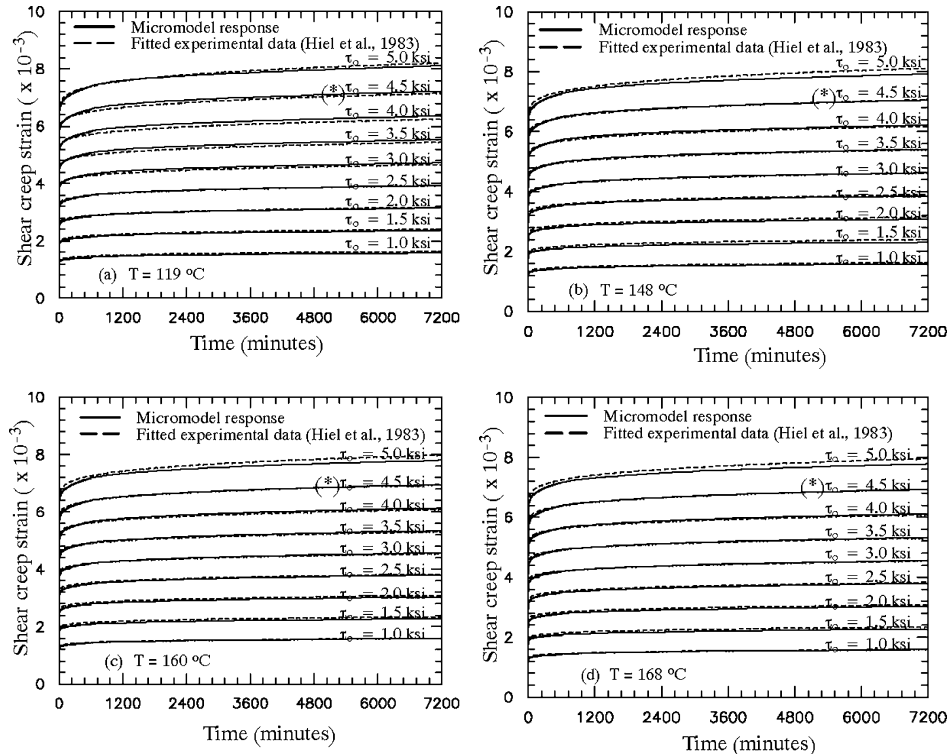 10
8
6
4
2
0
Shear creep strain ( x 10⁻³)
Micromodel response
Fitted experimental data (Hiel et al., 1983)
τₒ = 5.0 ksi
(*) τₒ = 4.5 ksi
τₒ = 4.0 ksi
τₒ = 3.5 ksi
τₒ = 3.0 ksi
τₒ = 2.5 ksi
τₒ = 2.0 ksi
τₒ = 1.5 ksi
τₒ = 1.0 ksi
(a) T = 119 ºC
0 1200 2400 3600 4800 6000 7200
Time (minutes)
10
8
6
4
2
0
Shear creep strain ( x 10⁻³)
Micromodel response
Fitted experimental data (Hiel et al., 1983)
τₒ = 5.0 ksi
(*) τₒ = 4.5 ksi
τₒ = 4.0 ksi
τₒ = 3.5 ksi
τₒ = 3.0 ksi
τₒ = 2.5 ksi
τₒ = 2.0 ksi
τₒ = 1.5 ksi
τₒ = 1.0 ksi
(b) T = 148 ºC
0 1200 2400 3600 4800 6000 7200
Time (minutes)
10
8
6
4
2
0
Shear creep strain ( x 10⁻³)
Micromodel response
Fitted experimental data (Hiel et al., 1983)
τₒ = 5.0 ksi
(*) τₒ = 4.5 ksi
τₒ = 4.0 ksi
τₒ = 3.5 ksi
τₒ = 3.0 ksi
τₒ = 2.5 ksi
τₒ = 2.0 ksi
τₒ = 1.5 ksi
τₒ = 1.0 ksi
(c) T = 160 ºC
0 1200 2400 3600 4800 6000 7200
Time (minutes)
10
8
6
4
2
0
Shear creep strain ( x 10⁻³)
Micromodel response
Fitted experimental data (Hiel et al., 1983)
τₒ = 5.0 ksi
(*) τₒ = 4.5 ksi
τₒ = 4.0 ksi
τₒ = 3.5 ksi
τₒ = 3.0 ksi
τₒ = 2.5 ksi
τₒ = 2.0 ksi
τₒ = 1.5 ksi
τₒ = 1.0 ksi
(d) T = 168 ºC
0 1200 2400 3600 4800 6000 7200
Time (minutes)